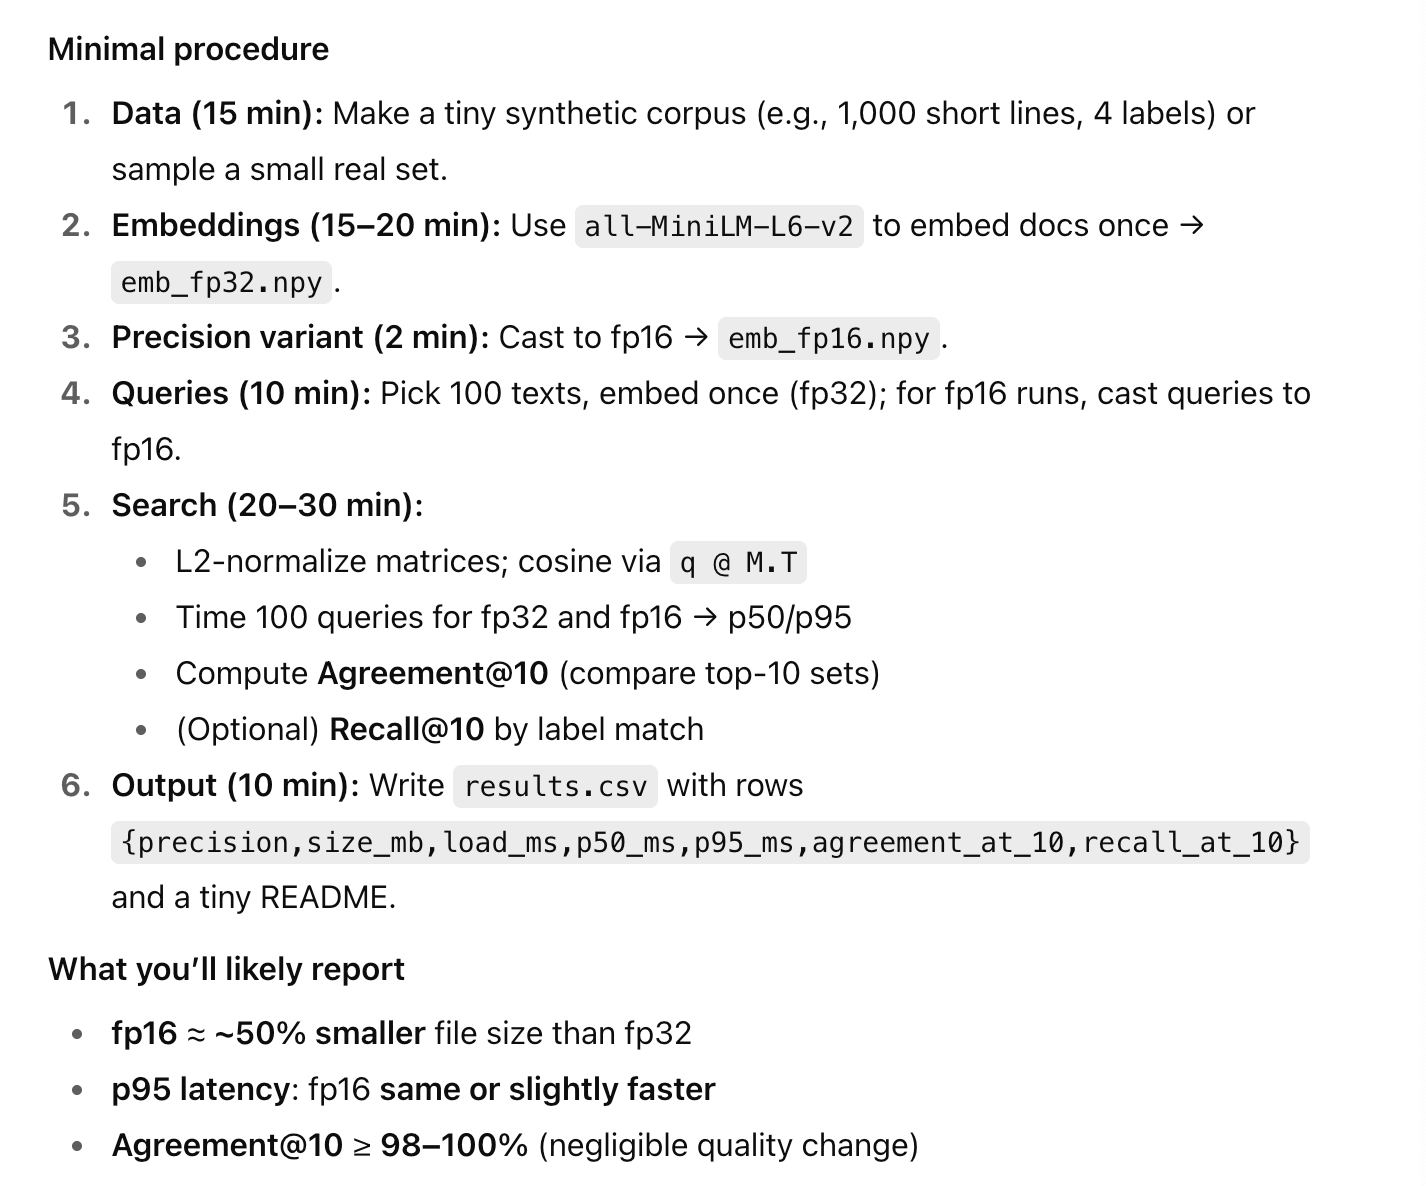 Minimal procedure
1. Data (15 min): Make a tiny synthetic corpus (e.g., 1,000 short lines, 4 labels) or
sample a small real set.
2. Embeddings (15–20 min): Use all-MiniLM-L6-v2 to embed docs once →
emb_fp32.npy.
3. Precision variant (2 min): Cast to fp16 → emb_fp16.npy.
4. Queries (10 min): Pick 100 texts, embed once (fp32); for fp16 runs, cast queries to
fp16.
5. Search (20–30 min):
• L2-normalize matrices; cosine via q @ M.T
• Time 100 queries for fp32 and fp16 → p50/p95
• Compute Agreement@10 (compare top-10 sets)
• (Optional) Recall@10 by label match
6. Output (10 min): Write results.csv with rows
{precision,size_mb,load_ms,p50_ms,p95_ms,agreement_at_10,recall_at_10}
and a tiny README.
What you’ll likely report
• fp16 ≈ ~50% smaller file size than fp32
• p95 latency: fp16 same or slightly faster
• Agreement@10 ≥ 98–100% (negligible quality change)